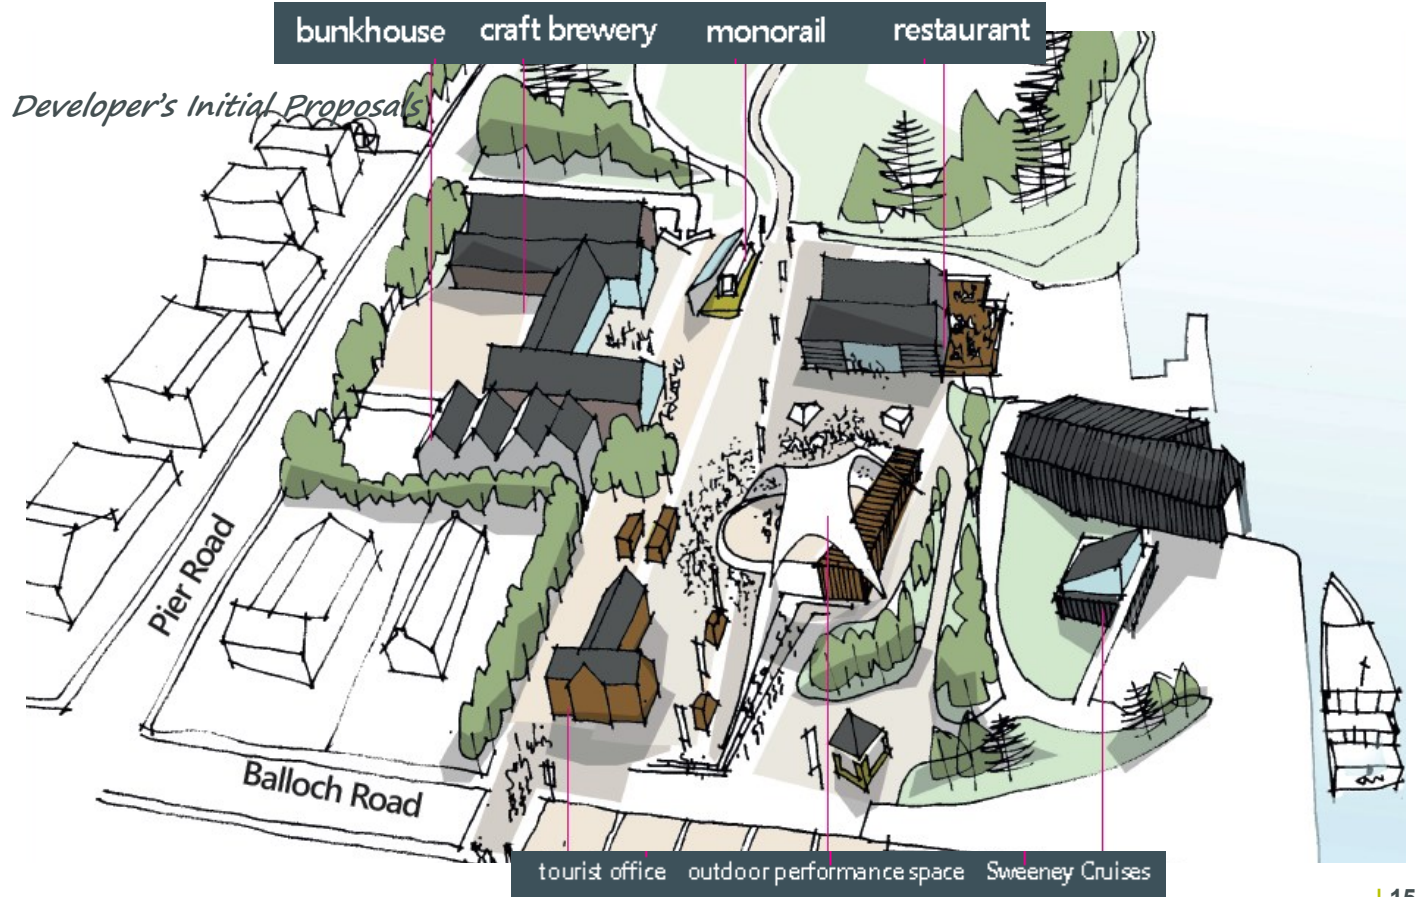 bunkhouse craft brewery monorail restaurant
Developer's Initial Proposals
Pier Road
Balloch Road
tourist office outdoor performance space Sweeney Cruises
| 15